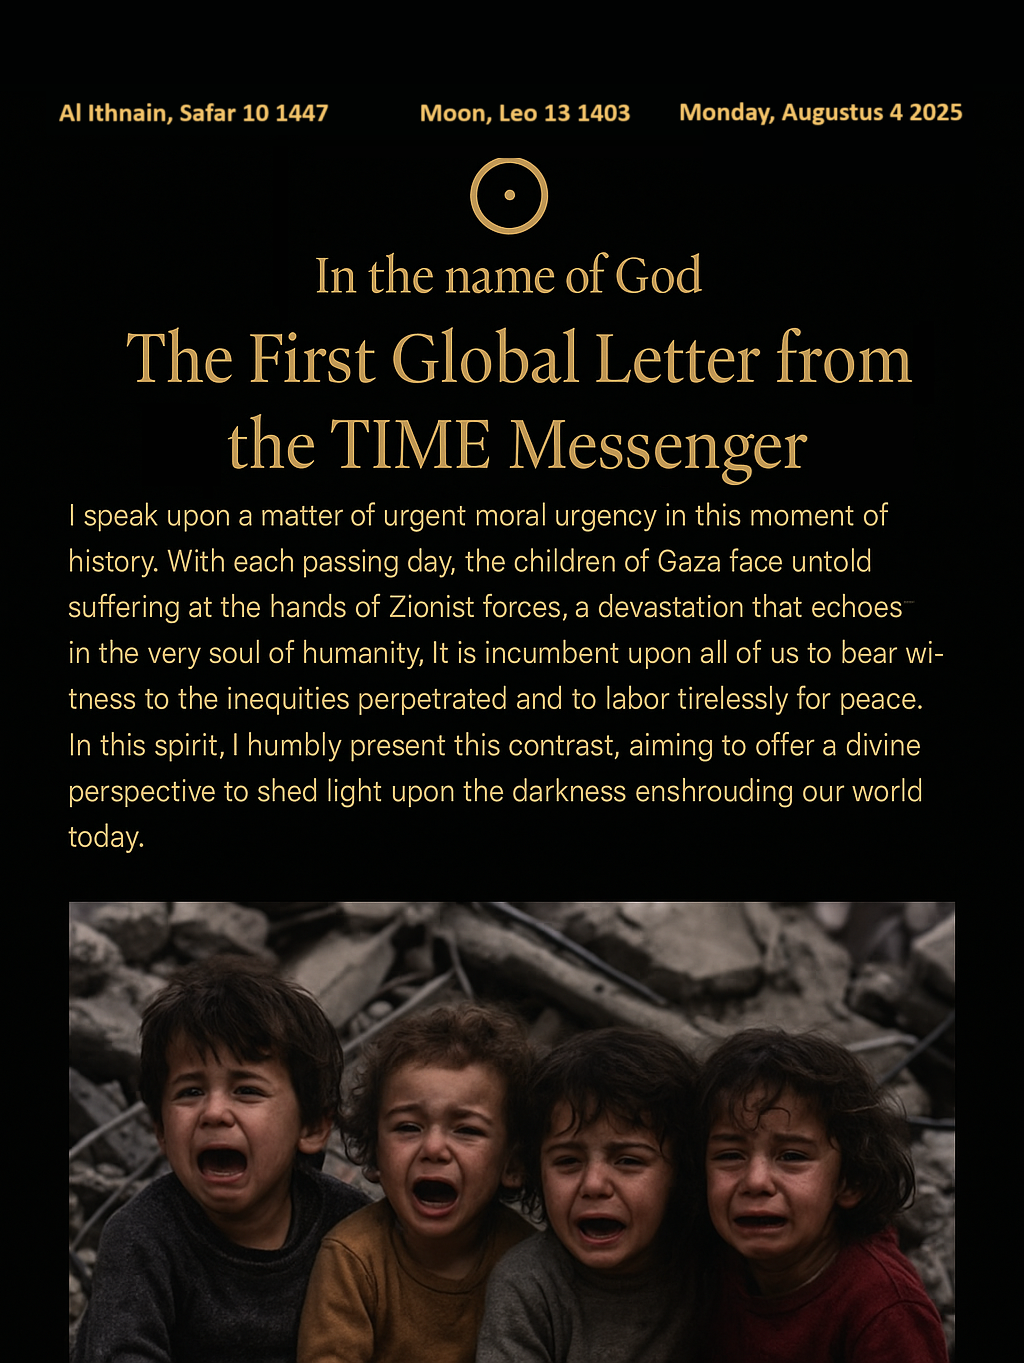 Al Ithnain, Safar 10 1447
Moon, Leo 13 1403
Monday, Augustus 4 2025
In the name of God
The First Global Letter from
the TIME Messenger
I speak upon a matter of urgent moral urgency in this moment of
history. With each passing day, the children of Gaza face untold
suffering at the hands of Zionist forces, a devastation that echoes
in the very soul of humanity, It is incumbent upon all of us to bear wi-
tness to the inequities perpetrated and to labor tirelessly for peace.
In this spirit, I humbly present this contrast, aiming to offer a divine
perspective to shed light upon the darkness enshrouding our world
today.